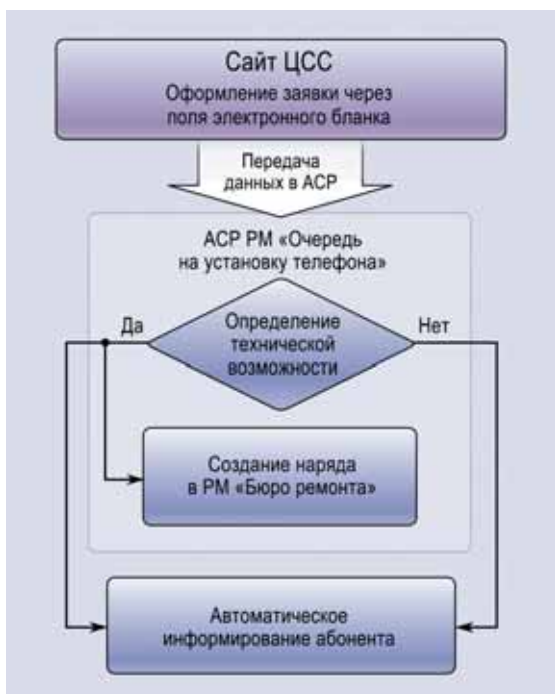 Сайт ЦСС
Оформление заявки через
поля электронного бланка
Передача
данных в АСР
АСР РМ «Очередь
на установку телефона»
Да
Определение
технической
возможности
Нет
Создание наряда
в РМ «Бюро ремонта»
Автоматическое
информирование абонента